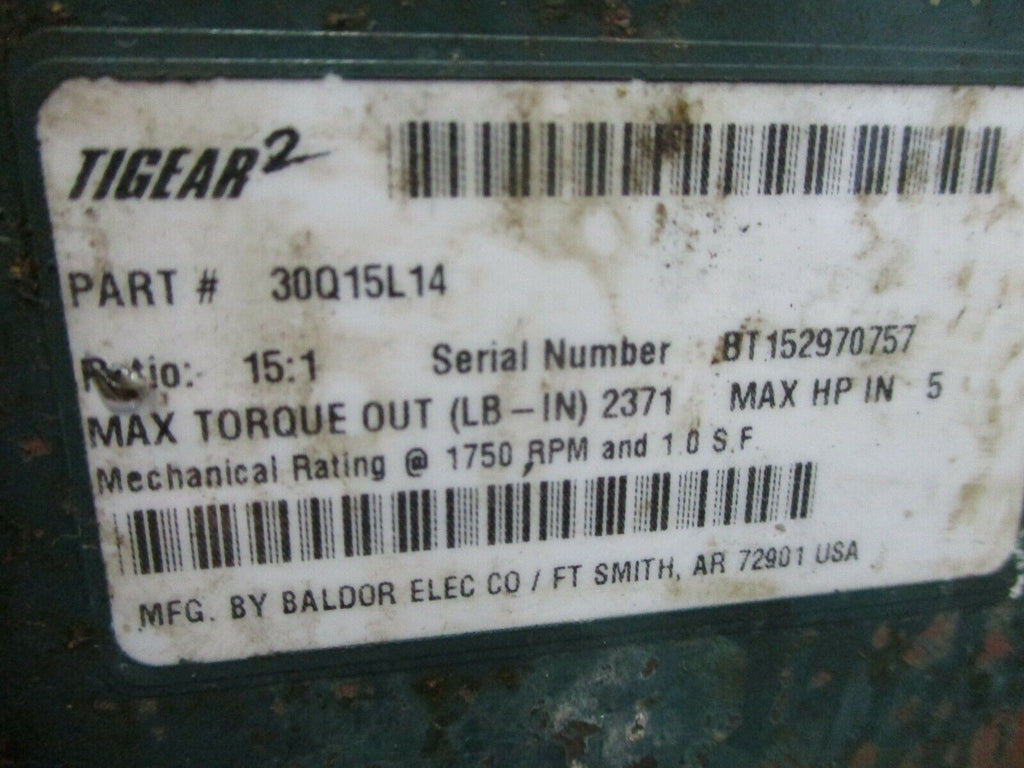 TIGEAR2
PART # 30Q15L14
Ratio: 15:1 Serial Number BT152970757
MAX TORQUE OUT (LB-IN) 2371 MAX HP IN 5
Mechanical Rating @ 1750 RPM and 1.0 S.F.
MFG. BY BALDOR ELEC CO / FT SMITH, AR 72901 USA